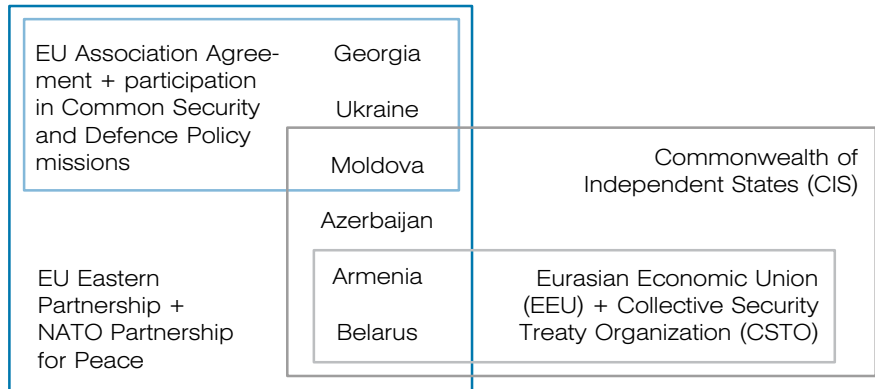 EU Association Agree-
ment + participation
in Common Security
and Defence Policy
missions
Georgia
Ukraine
Moldova
Azerbaijan
Armenia
Belarus
Commonwealth of
Independent States (CIS)
EU Eastern
Partnership +
NATO Partnership
for Peace
Eurasian Economic Union
(EEU) + Collective Security
Treaty Organization (CSTO)